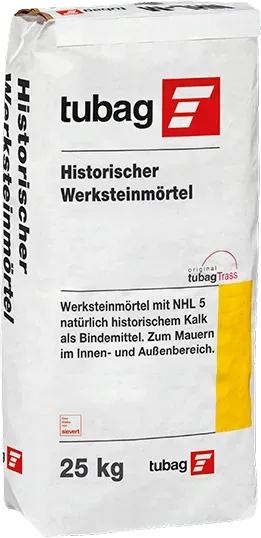 tubag
Historischer
Werksteinmörtel
original
tubagTrass
Werksteinmörtel mit NHL 5
natürlich historischem Kalk
als Bindemittel. Zum Mauern
im Innen- und Außenbereich.
sievert
25 kg
tubag
Historischer
Werksteinmörtel